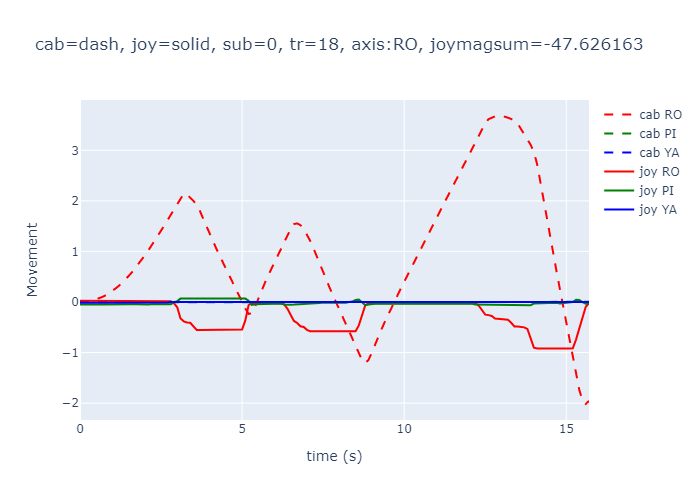 cab=dash, joy=solid, sub=0, tr=18, axis:RO, joymagsum=-47.626163
cab RO
cab PI
cab YA
joy RO
joy PI
joy YA
3
2
1
0
−1
−2
Movement
0
5
10
15
time (s)